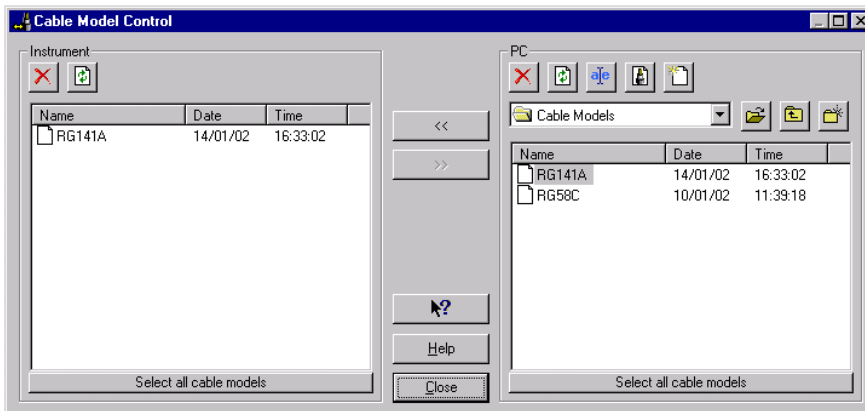 Cable Model Control
Instrument
Name Date Time
RG141A 14/01/02 16:33:02
Select all cable models
<<
>>
?
Help
Close
PC
a|e
Cable Models
Name Date Time
RG141A 14/01/02 16:33:02
RG58C 10/01/02 11:39:18
Select all cable models